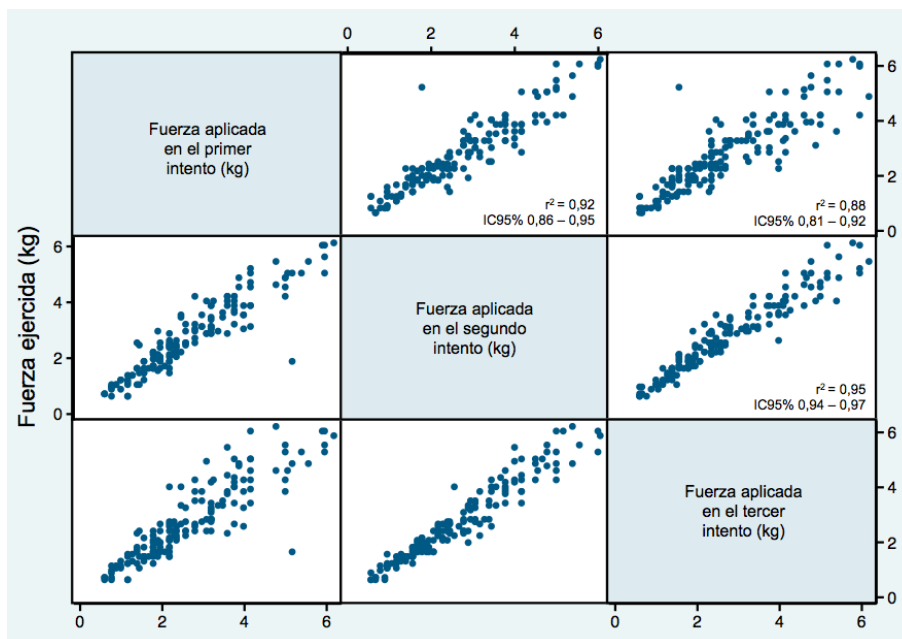 0 2 4 6
Fuerza aplicada
en el primer
intento (kg)
r² = 0,92
IC95% 0,86 – 0,95
r² = 0,88
IC95% 0,81 – 0,92
6
4
2
0
Fuerza ejercida (kg)
6
4
2
0
Fuerza aplicada
en el segundo
intento (kg)
r² = 0,95
IC95% 0,94 – 0,97
Fuerza aplicada
en el tercer
intento (kg)
6
4
2
0
0 2 4 6
0 2 4 6